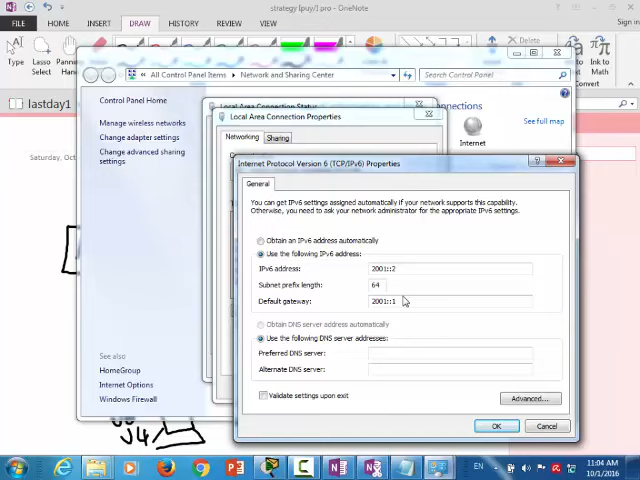 strategy [puy/] pro - OneNote
Sign in
FILE
HOME
INSERT
DRAW
HISTORY
REVIEW
VIEW
Type
Lasso
Select
Delete
Ink to
Math
All Control Panel Items
Network and Sharing Center
Search Control Panel
lastday1
Control Panel Home
Manage wireless networks
Change adapter settings
Change advanced sharing
settings
Local Area Connection Status
Local Area Connection Properties
Networking
Sharing
See full map
Internet
Saturday, Oct
Internet Protocol Version 6 (TCP/IPv6) Properties
General
You can get IPv6 settings assigned automatically if your network supports this capability.
Otherwise, you need to ask your network administrator for the appropriate IPv6 settings.
Obtain an IPv6 address automatically
Use the following IPv6 address:
IPv6 address:
2001::2
Subnet prefix length:
64
Default gateway:
2001::1
Obtain DNS server address automatically
Use the following DNS server addresses:
Preferred DNS server:
Alternate DNS server:
Validate settings upon exit
Advanced...
OK
Cancel
See also
HomeGroup
Internet Options
Windows Firewall
EN
11:04 AM
10/1/2016